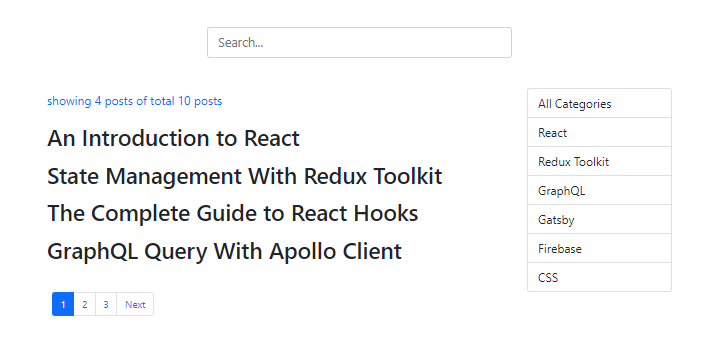 Search...
showing 4 posts of total 10 posts
An Introduction to React
State Management With Redux Toolkit
The Complete Guide to React Hooks
GraphQL Query With Apollo Client
1 2 3 Next
All Categories
React
Redux Toolkit
GraphQL
Gatsby
Firebase
CSS